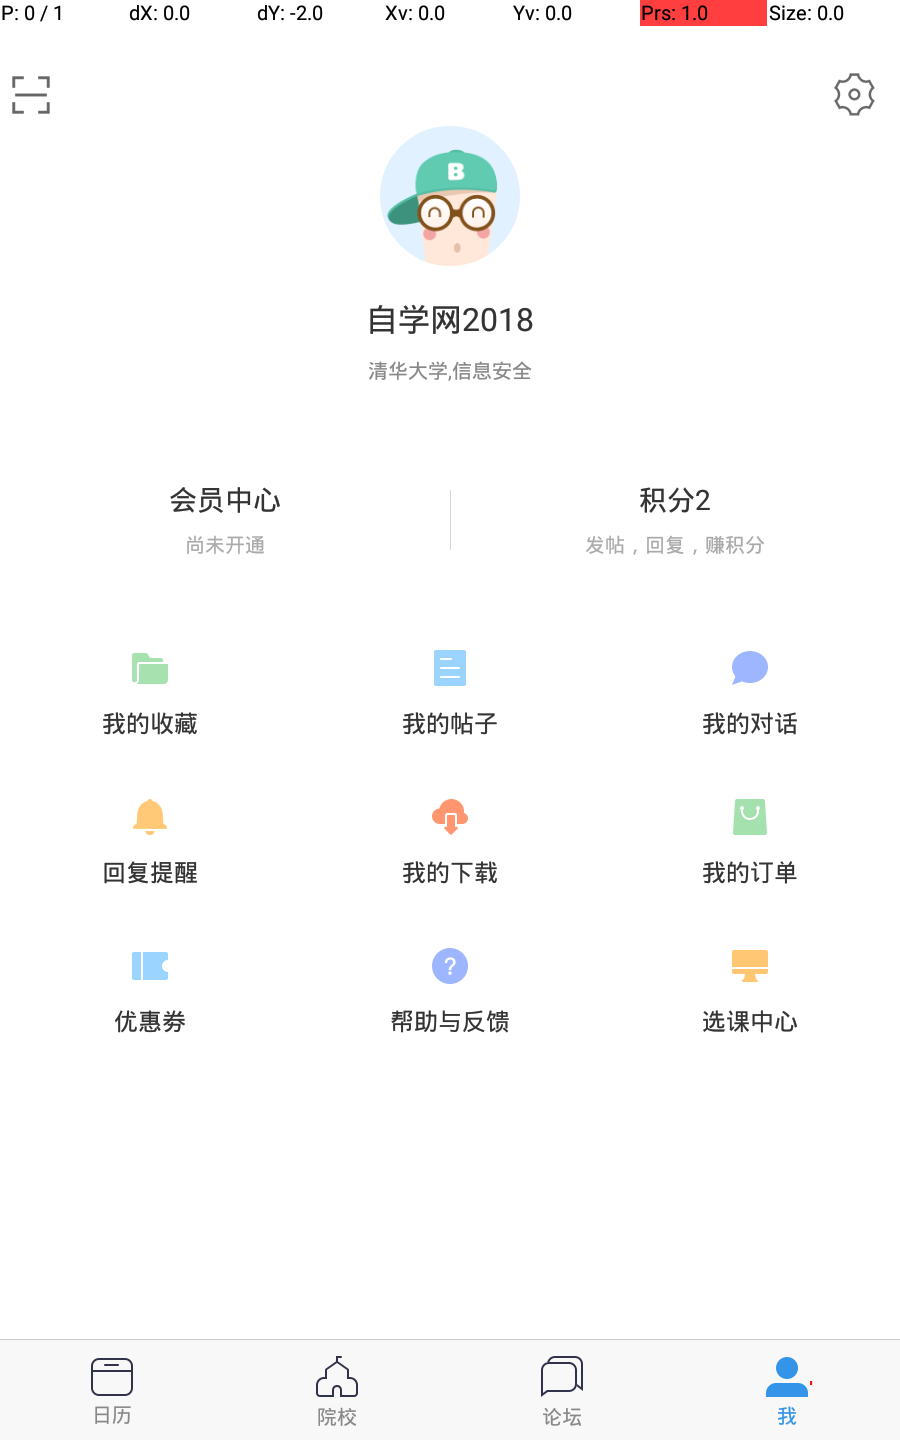 P: 0 / 1 dX: 0.0 dY: -2.0 Xv: 0.0 Yv: 0.0 Prs: 1.0 Size: 0.0
B
自学网2018
清华大学,信息安全
会员中心 积分2
尚未开通 发帖，回复，赚积分
我的收藏 我的帖子 我的对话
回复提醒 我的下载 我的订单
?
优惠券 帮助与反馈 选课中心
日历 院校 论坛 我